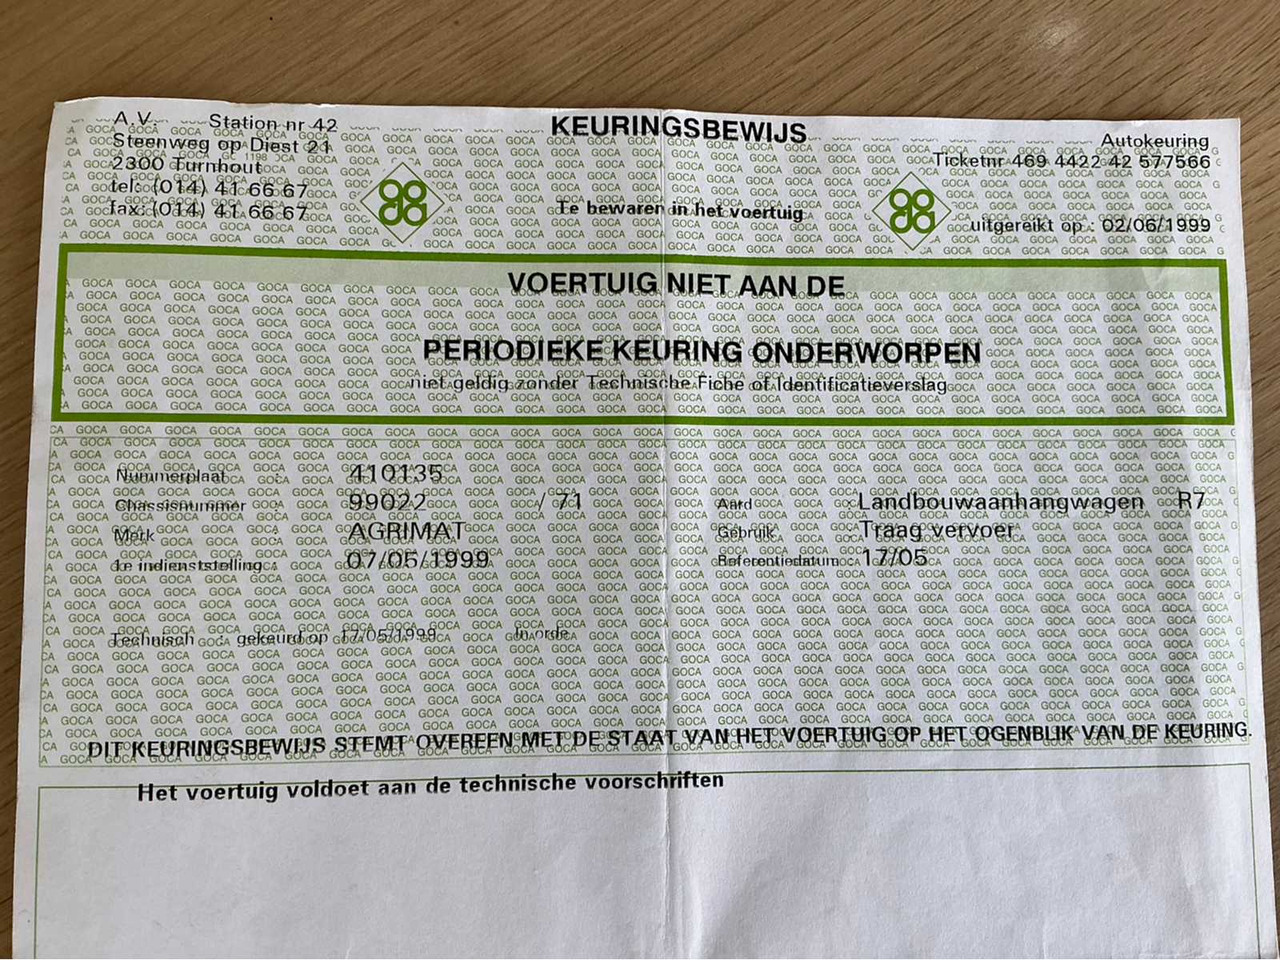 A.V. Station nr 42
Steenweg op Diest 21
2300 Turnhout
tel: (014) 41 66 67
fax: (014) 41 66 67
KEURINGSBEWIJS
Te bewaren in het voertuig
Autokeuring
Ticketnr 469 4422 42 577566
uitgereikt op : 02/06/1999
VOERTUIG NIET AAN DE
PERIODIEKE KEURING ONDERWORPEN
niet geldig zonder Technische Fiche of Identificatieverslag
Nummerplaat : 410135
Chassisnummer : 99022 / 71 Aard : Landbouwaanhangwagen R7
Merk : AGRIMAT Gebruik : Traag vervoer
1e indienststelling : 07/05/1999 Referentiedatum : 17/05
Technisch gekeurd op 17/05/1999 In orde
DIT KEURINGSBEWIJS STEMT OVEREEN MET DE STAAT VAN HET VOERTUIG OP HET OGENBLIK VAN DE KEURING.
Het voertuig voldoet aan de technische voorschriften